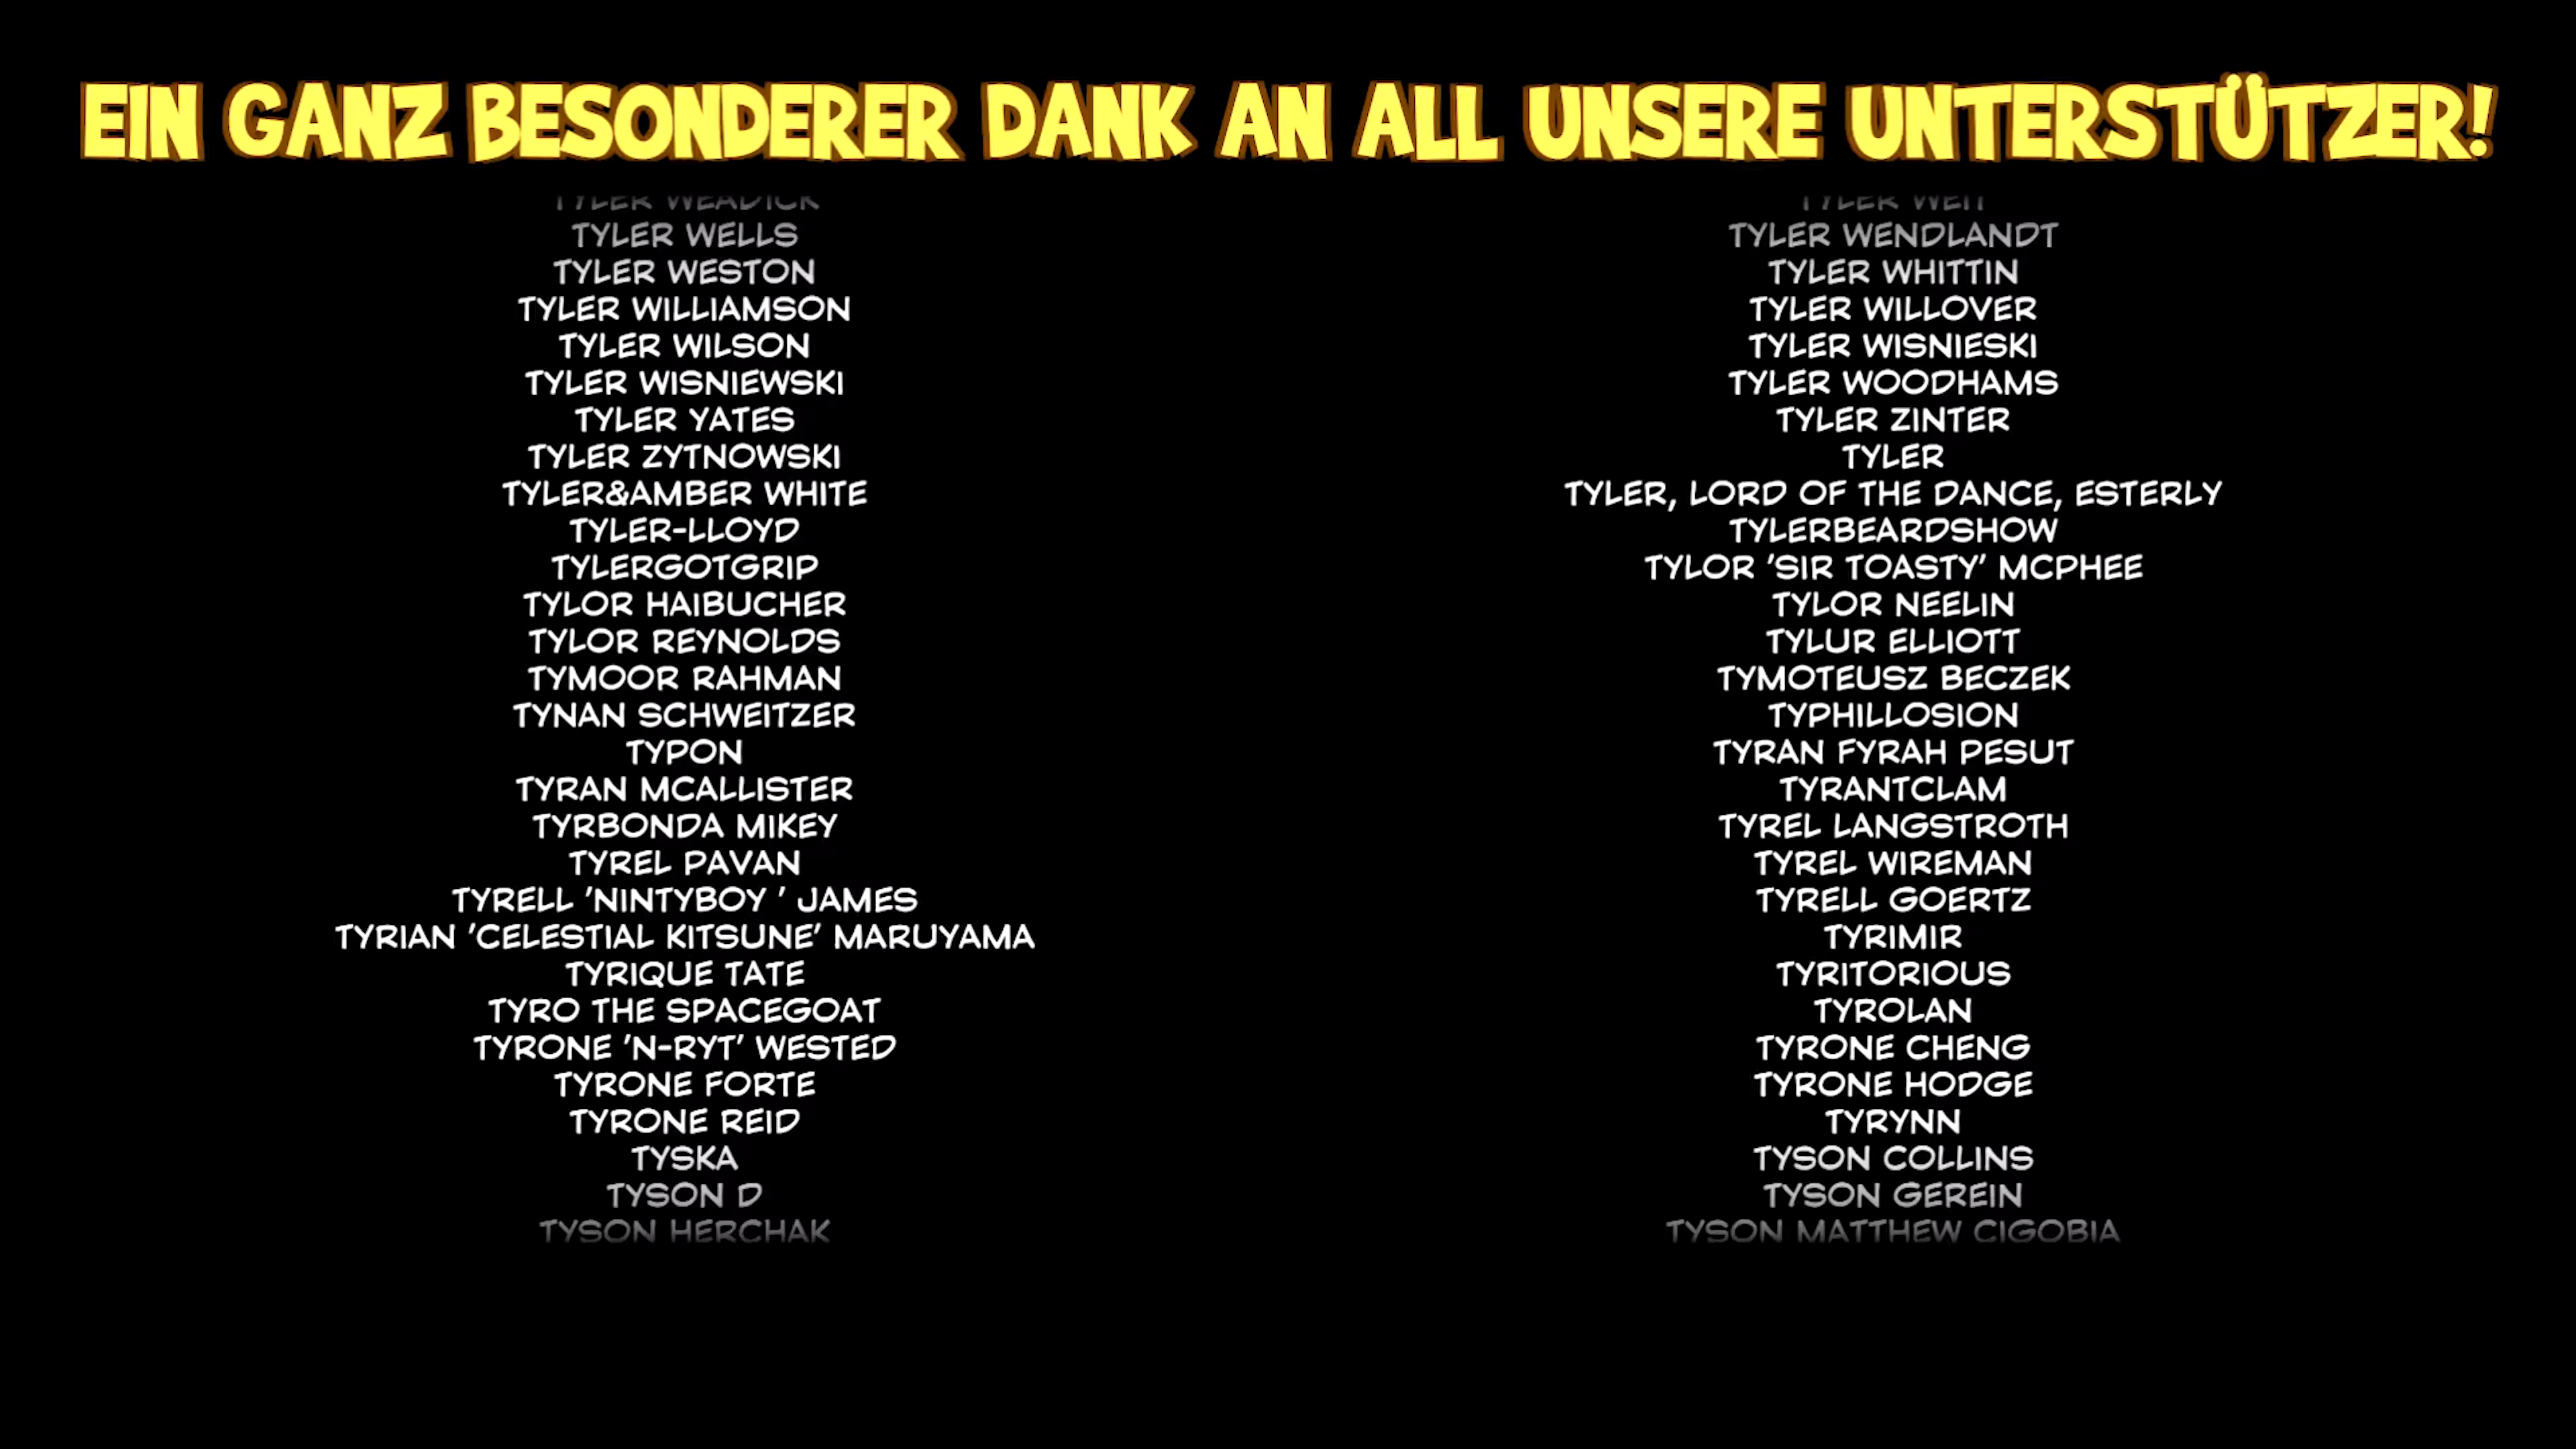 EIN GANZ BESONDERER DANK AN ALL UNSERE UNTERSTÜTZER!
TYLER WEADICK
TYLER WEIT
TYLER WELLS
TYLER WENDLANDT
TYLER WESTON
TYLER WHITTIN
TYLER WILLIAMSON
TYLER WILLOVER
TYLER WILSON
TYLER WISNIESKI
TYLER WISNIEWSKI
TYLER WOODHAMS
TYLER YATES
TYLER ZINTER
TYLER ZYTNOWSKI
TYLER
TYLER&AMBER WHITE
TYLER, LORD OF THE DANCE, ESTERLY
TYLER-LLOYD
TYLERBEARDSHOW
TYLERGOTGRIP
TYLOR 'SIR TOASTY' MCPHEE
TYLOR HAIBUCHER
TYLOR NEELIN
TYLOR REYNOLDS
TYLUR ELLIOTT
TYMOOR RAHMAN
TYMOTEUSZ BECZEK
TYNAN SCHWEITZER
TYPHILLOSION
TYPON
TYRAN FYRAH PESUT
TYRAN MCALLISTER
TYRANTCLAM
TYRBONDA MIKEY
TYREL LANGSTROTH
TYREL PAVAN
TYREL WIREMAN
TYRELL 'NINTYBOY ' JAMES
TYRELL GOERTZ
TYRIAN 'CELESTIAL KITSUNE' MARUYAMA
TYRIMIR
TYRIQUE TATE
TYRITORIOUS
TYRO THE SPACEGOAT
TYROLAN
TYRONE 'N-RYT' WESTED
TYRONE CHENG
TYRONE FORTE
TYRONE HODGE
TYRONE REID
TYRYNN
TYSKA
TYSON COLLINS
TYSON D
TYSON GEREIN
TYSON HERCHAK
TYSON MATTHEW CIGOBIA